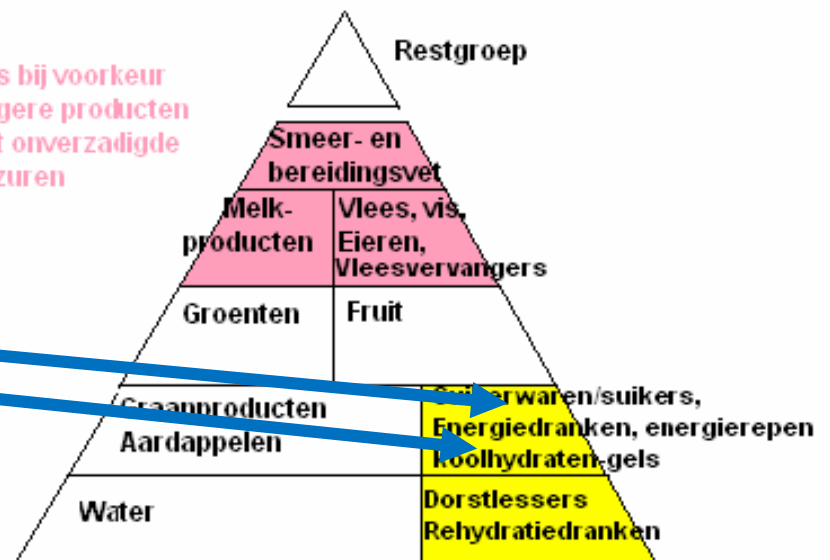 Restgroep
s bij voorkeur
gere producten
t onverzadigde
zuren
Smeer- en
bereidingsvet
Melk-
producten
Vlees, vis,
Eieren,
Vleesvervangers
Groenten
Fruit
Graanproducten
Aardappelen
Suikerwaren/suikers,
Energiedranken, energierepen
koolhydraten-gels
Water
Dorstlessers
Rehydratiedranken